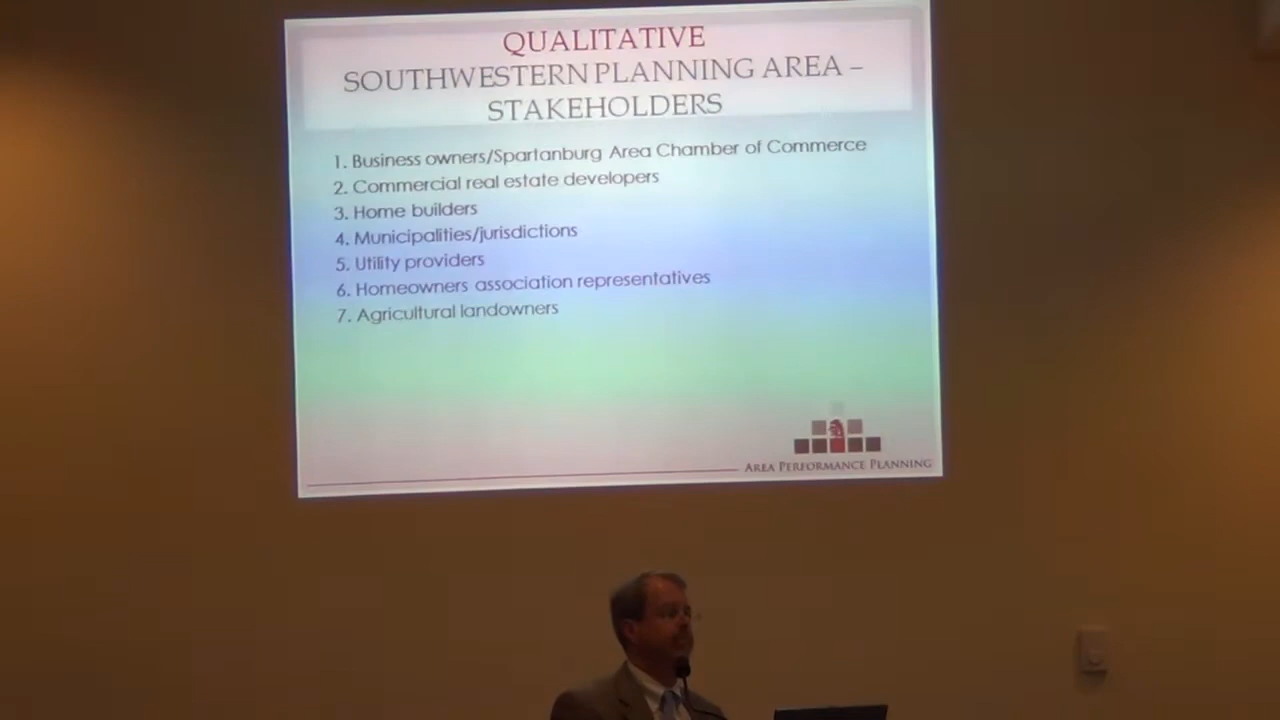 QUALITATIVE
SOUTHWESTERN PLANNING AREA –
STAKEHOLDERS
1. Business owners/Spartanburg Area Chamber of Commerce
2. Commercial real estate developers
3. Home builders
4. Municipalities/jurisdictions
5. Utility providers
6. Homeowners association representatives
7. Agricultural landowners
AREA PERFORMANCE PLANNING